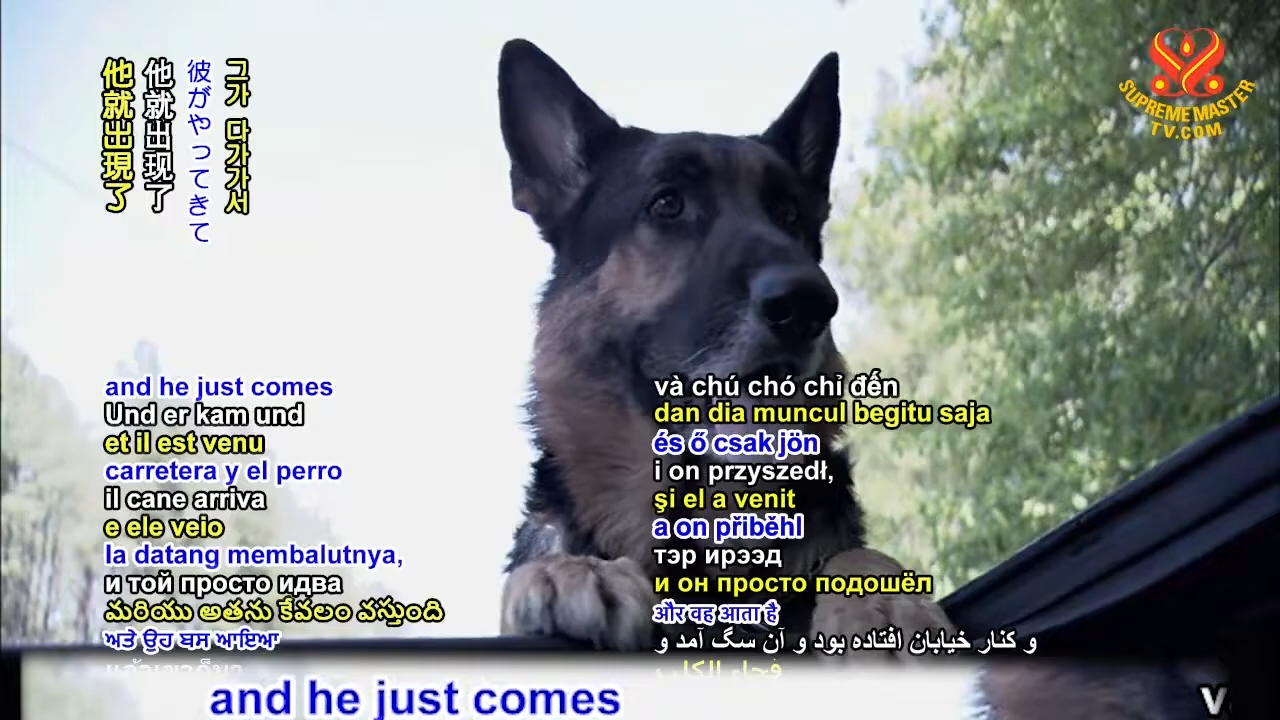 他就出現了
他就出现了
彼がやってきて
그가 다가가서
SUPREME MASTER
TV.COM
and he just comes
Und er kam und
et il est venu
carretera y el perro
il cane arriva
e ele veio
Ia datang membalutnya,
и той просто идва
మరియు అతను కేవలం వస్తుంది
ਅਤੇ ਉਹ ਬਸ ਆਇਆ
và chú chó chỉ đến
dan dia muncul begitu saja
és ő csak jön
i on przyszedł,
şi el a venit
a on přiběhl
тэр ирээд
и он просто подошёл
और वह आता है
و کنار خیابان افتاده بود و آن سگ آمد و
and he just comes